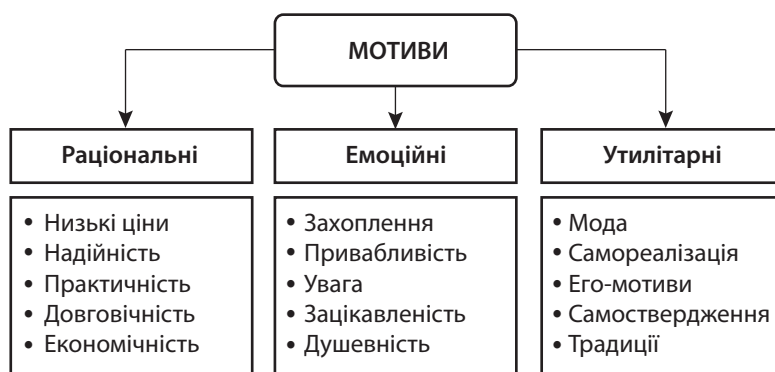 МОТИВИ
Раціональні
Емоційні
Утилітарні
• Низькі ціни
• Надійність
• Практичність
• Довговічність
• Економічність
• Захоплення
• Привабливість
• Увага
• Зацікавленість
• Душевність
• Мода
• Самореалізація
• Его-мотиви
• Самоствердження
• Традиції